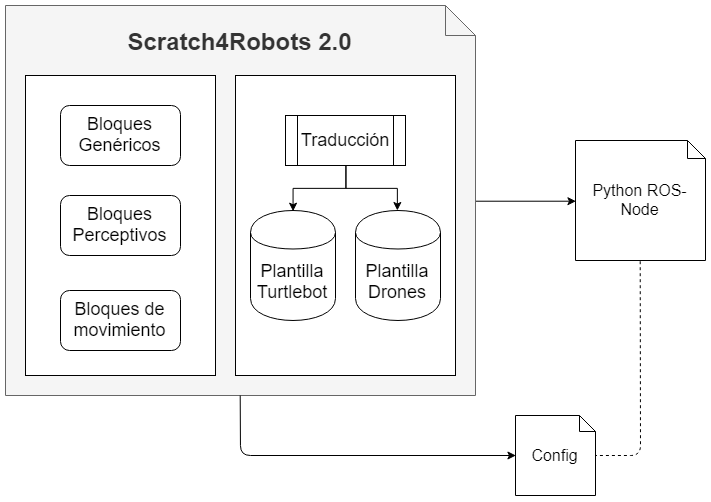 Scratch4Robots 2.0
Bloques
Genéricos
Bloques
Perceptivos
Bloques de
movimiento
Traducción
Plantilla
Turtlebot
Plantilla
Drones
Python ROS-
Node
Config